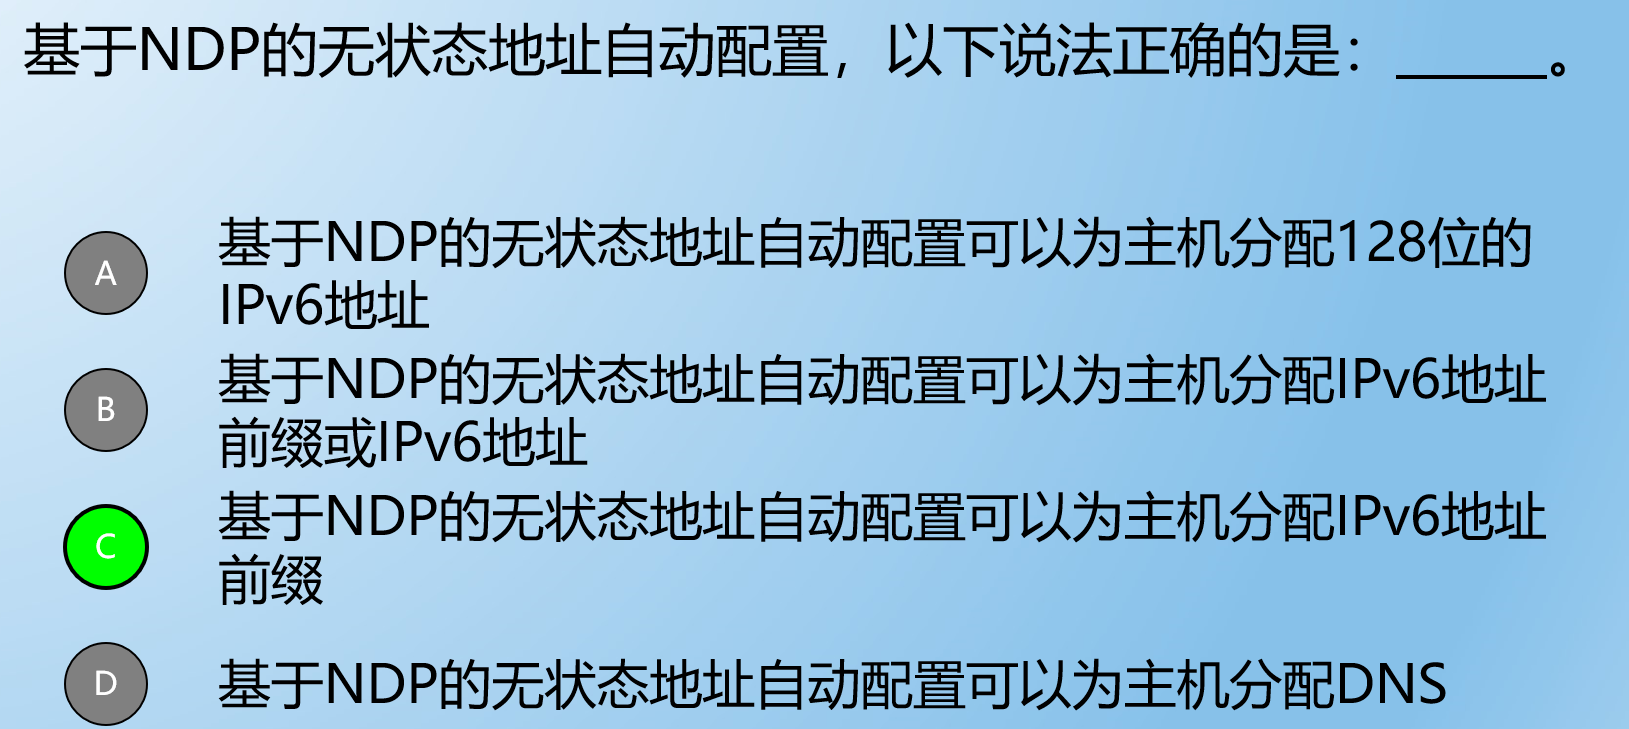 基于NDP的无状态地址自动配置，以下说法正确的是：______。
A
基于NDP的无状态地址自动配置可以为主机分配128位的
IPv6地址
B
基于NDP的无状态地址自动配置可以为主机分配IPv6地址
前缀或IPv6地址
C
基于NDP的无状态地址自动配置可以为主机分配IPv6地址
前缀
D
基于NDP的无状态地址自动配置可以为主机分配DNS